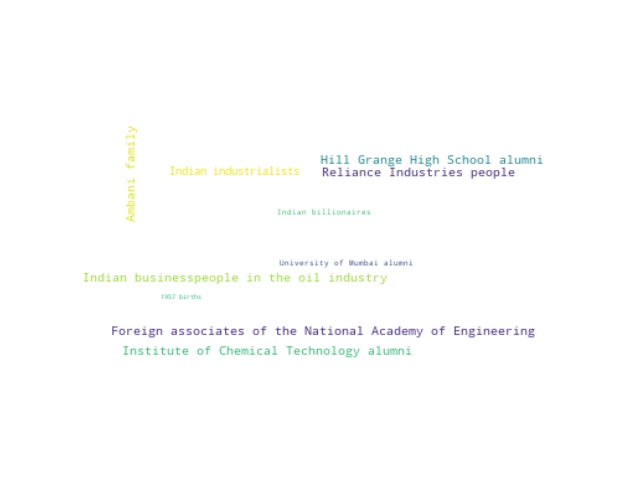 Ambani family
Hill Grange High School alumni
Indian industrialists
Reliance Industries people
Indian billionaires
University of Mumbai alumni
Indian businesspeople in the oil industry
1957 births
Foreign associates of the National Academy of Engineering
Institute of Chemical Technology alumni